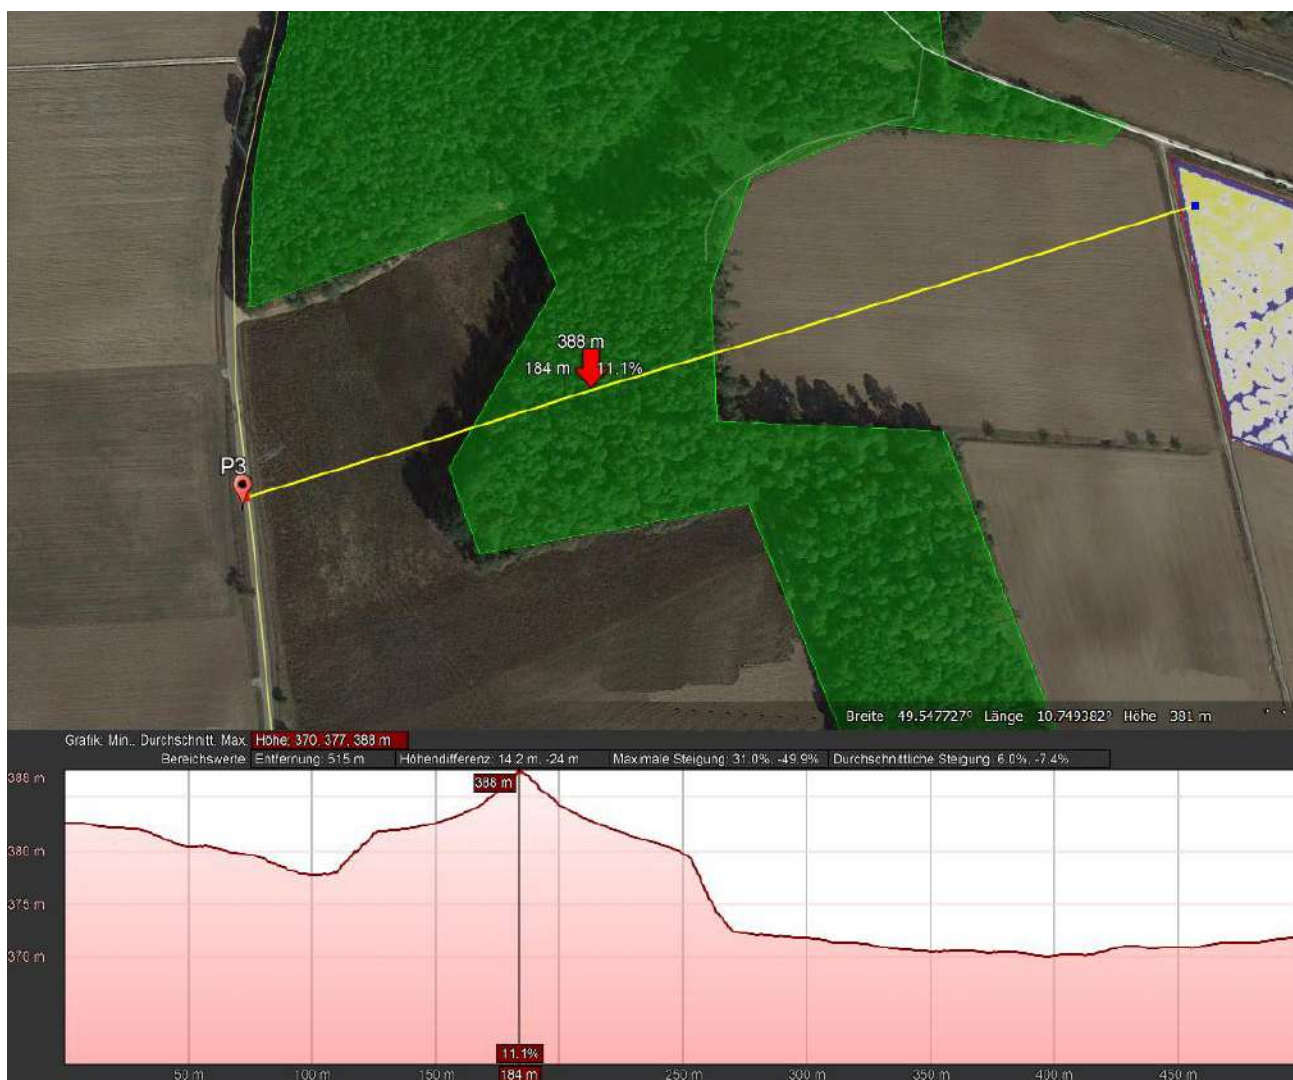 388 m
184 m 11.1%
P3
Breite 49.547727° Länge 10.749382° Höhe 381 m
Grafik: Min., Durchschnitt, Max. Höhe: 370, 377, 388 m
Bereichswerte Entfernung: 515 m Höhendifferenz: 14.2 m, -24 m Maximale Steigung: 31.0%, -49.9% Durchschnittliche Steigung: 6.0%, -7.4%
388 m
388 m
380 m
375 m
370 m
11.1%
50 m 100 m 150 m 184 m 250 m 300 m 350 m 400 m 450 m